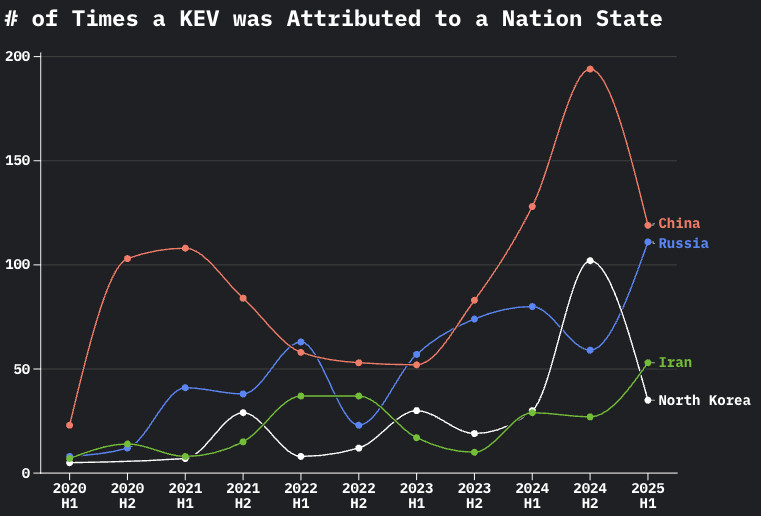 # of Times a KEV was Attributed to a Nation State
200
150
100
50
0
China
Russia
Iran
North Korea
2020 2020 2021 2021 2022 2022 2023 2023 2024 2024 2025
H1 H2 H1 H2 H1 H2 H1 H2 H1 H2 H1